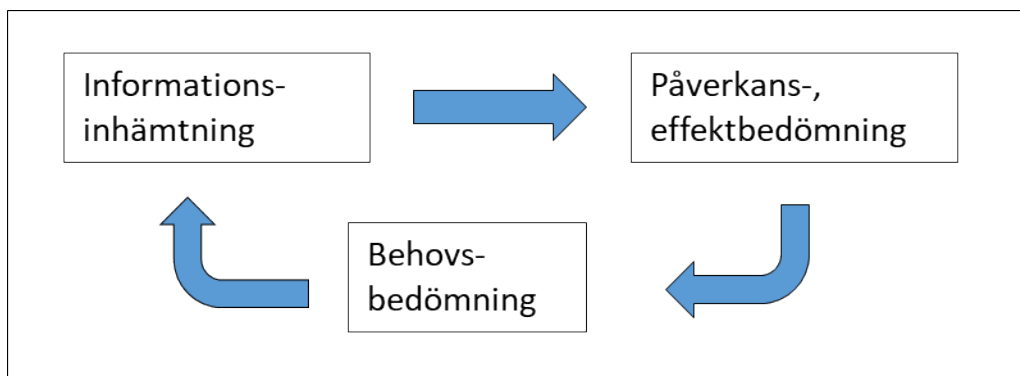 Informations-
inhämtning
Påverkans-,
effektbedömning
Behovs-
bedömning